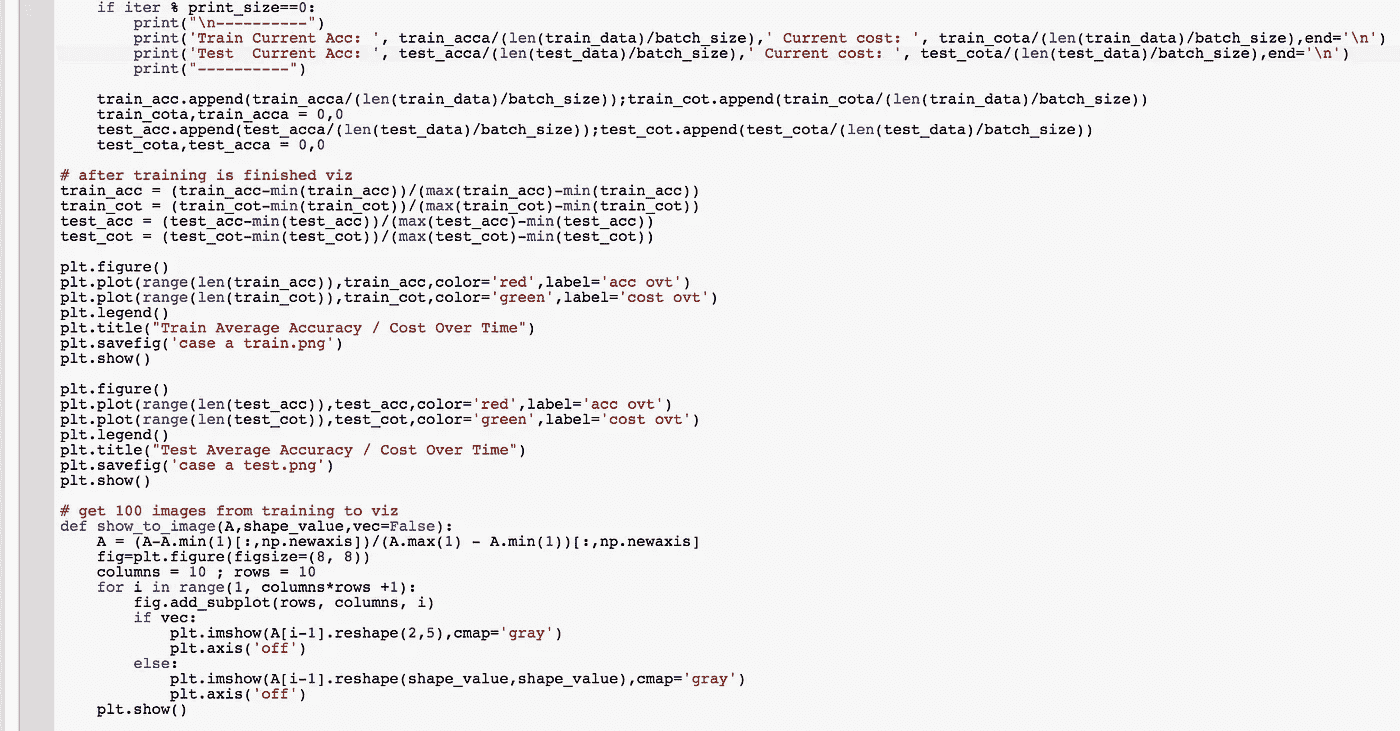 if iter % print_size==0:
        print("\n----------")
        print('Train Current Acc: ', train_acca/(len(train_data)/batch_size),' Current cost: ', train_cota/(len(train_data)/batch_size),end='\n')
        print('Test  Current Acc: ', test_acca/(len(test_data)/batch_size),' Current cost: ', test_cota/(len(test_data)/batch_size),end='\n')
        print("----------")

    train_acc.append(train_acca/(len(train_data)/batch_size));train_cot.append(train_cota/(len(train_data)/batch_size))
    train_cota,train_acca = 0,0
    test_acc.append(test_acca/(len(test_data)/batch_size));test_cot.append(test_cota/(len(test_data)/batch_size))
    test_cota,test_acca = 0,0

# after training is finished viz
train_acc = (train_acc-min(train_acc))/(max(train_acc)-min(train_acc))
train_cot = (train_cot-min(train_cot))/(max(train_cot)-min(train_cot))
test_acc = (test_acc-min(test_acc))/(max(test_acc)-min(test_acc))
test_cot = (test_cot-min(test_cot))/(max(test_cot)-min(test_cot))

plt.figure()
plt.plot(range(len(train_acc)),train_acc,color='red',label='acc ovt')
plt.plot(range(len(train_cot)),train_cot,color='green',label='cost ovt')
plt.legend()
plt.title("Train Average Accuracy / Cost Over Time")
plt.savefig('case a train.png')
plt.show()

plt.figure()
plt.plot(range(len(test_acc)),test_acc,color='red',label='acc ovt')
plt.plot(range(len(test_cot)),test_cot,color='green',label='cost ovt')
plt.legend()
plt.title("Test Average Accuracy / Cost Over Time")
plt.savefig('case a test.png')
plt.show()

# get 100 images from training to viz
def show_to_image(A,shape_value,vec=False):
    A = (A-A.min(1)[:,np.newaxis])/(A.max(1) - A.min(1))[:,np.newaxis]
    fig=plt.figure(figsize=(8, 8))
    columns = 10 ; rows = 10
    for i in range(1, columns*rows +1):
        fig.add_subplot(rows, columns, i)
        if vec:
            plt.imshow(A[i-1].reshape(2,5),cmap='gray')
            plt.axis('off')
        else:
            plt.imshow(A[i-1].reshape(shape_value,shape_value),cmap='gray')
            plt.axis('off')
    plt.show()